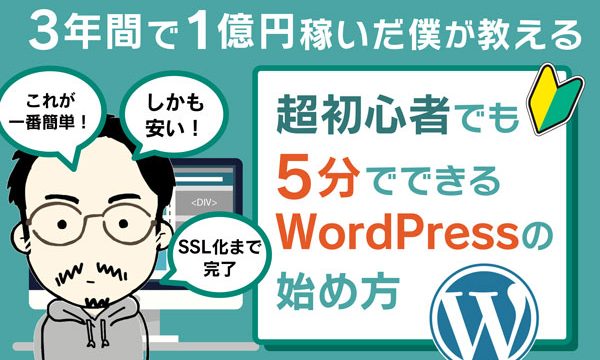 3年間で1億円稼いだ僕が教える
これが
一番簡単！
しかも
安い！
超初心者でも
5分でできる
WordPressの
始め方
<DIV>
SSL化まで
完了
W